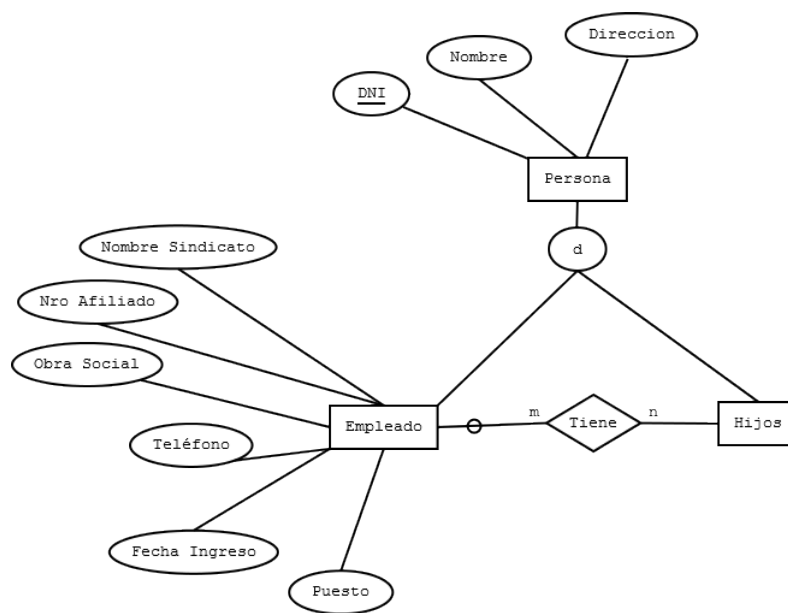 Direccion
Nombre
DNI
Persona
d
Nombre Sindicato
Nro Afiliado
Obra Social
Empleado
m
Tiene
n
Hijos
Teléfono
Fecha Ingreso
Puesto